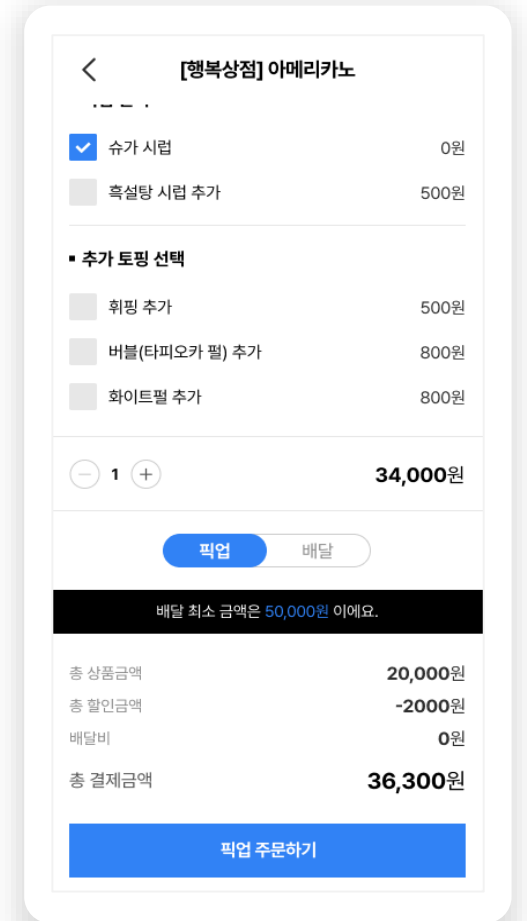 [행복상점] 아메리카노
슈가 시럽 0원
흑설탕 시럽 추가 500원
▪ 추가 토핑 선택
휘핑 추가 500원
버블(타피오카 펄) 추가 800원
화이트펄 추가 800원
1 34,000원
픽업 배달
배달 최소 금액은 50,000원 이에요.
총 상품금액 20,000원
총 할인금액 -2000원
배달비 0원
총 결제금액 36,300원
픽업 주문하기